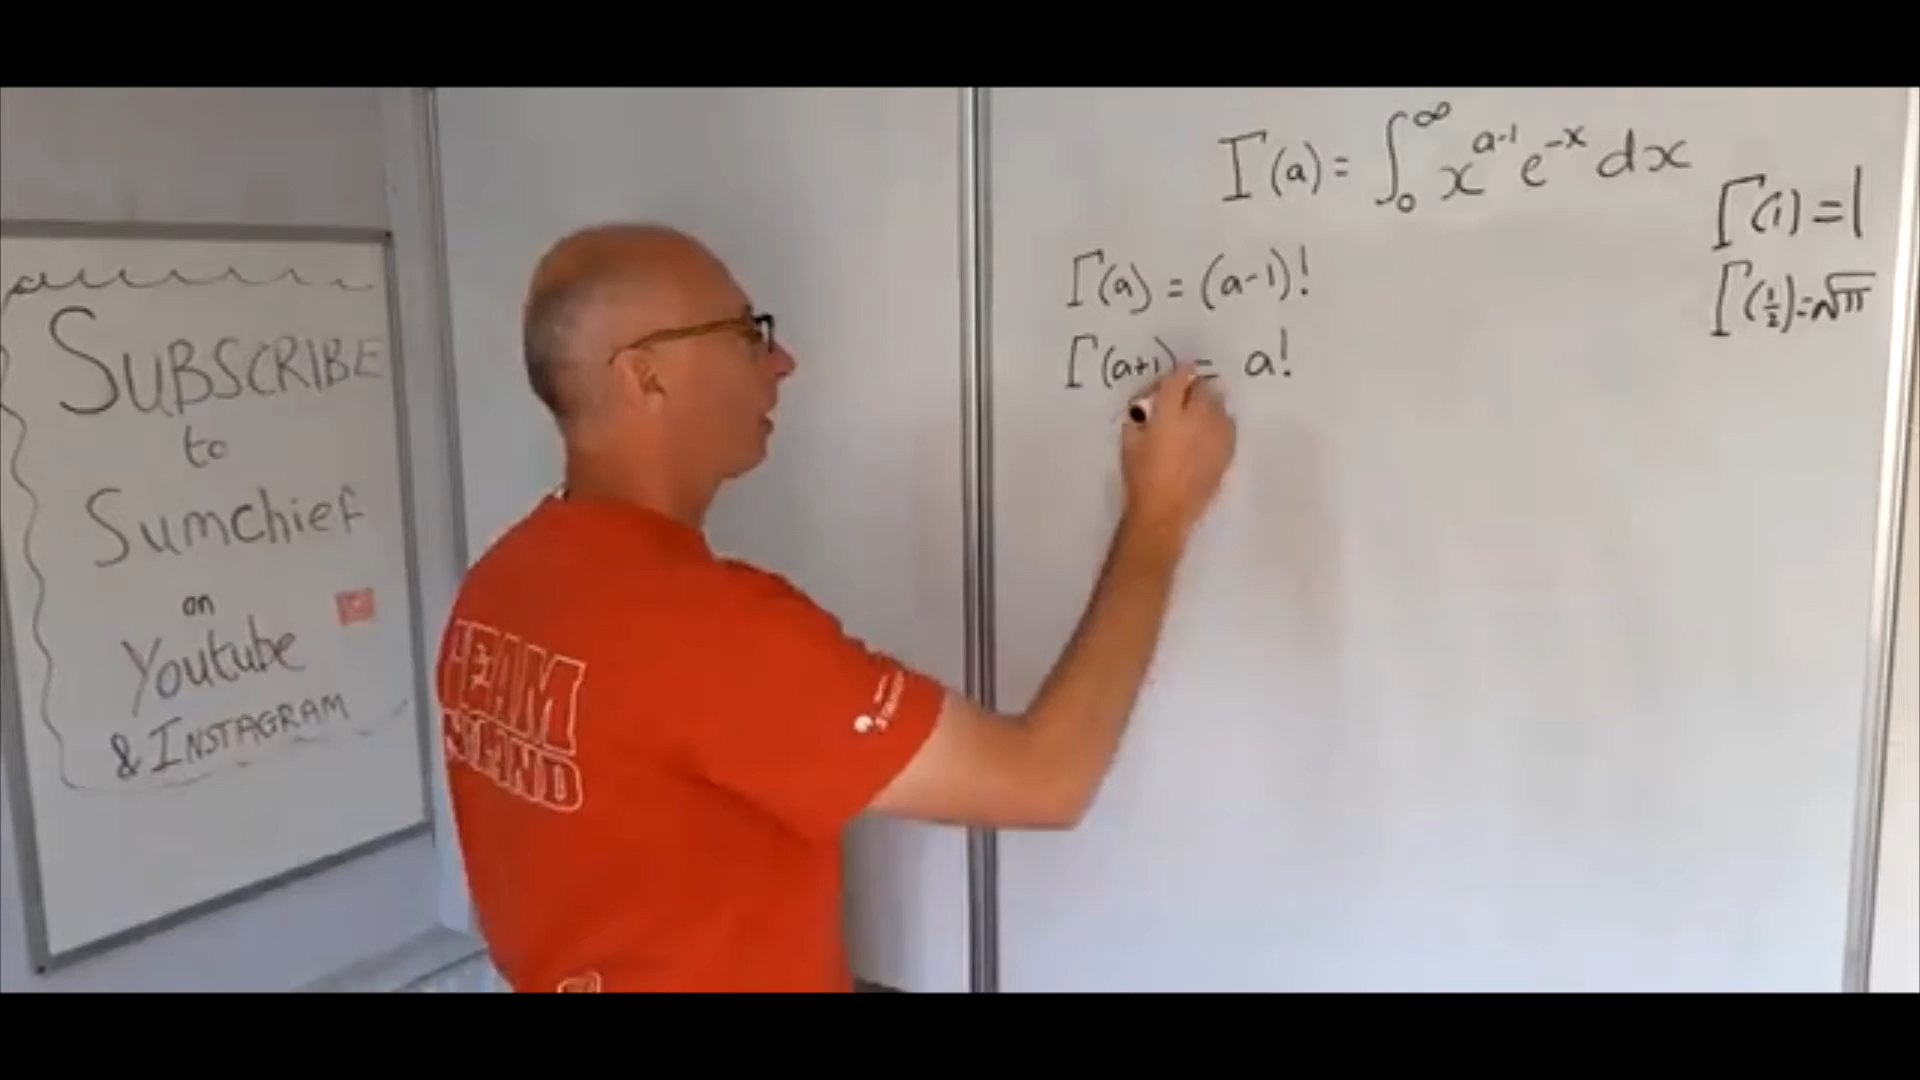 SUBSCRIBE
to
Sumchief
on
Youtube
& INSTAGRAM
TEAM
Γ(a) = ∫₀^∞ x^(a-1) e^(-x) dx
Γ(1) = 1
Γ(1/2) = √π
Γ(a) = (a-1)!
Γ(a+1) = a!